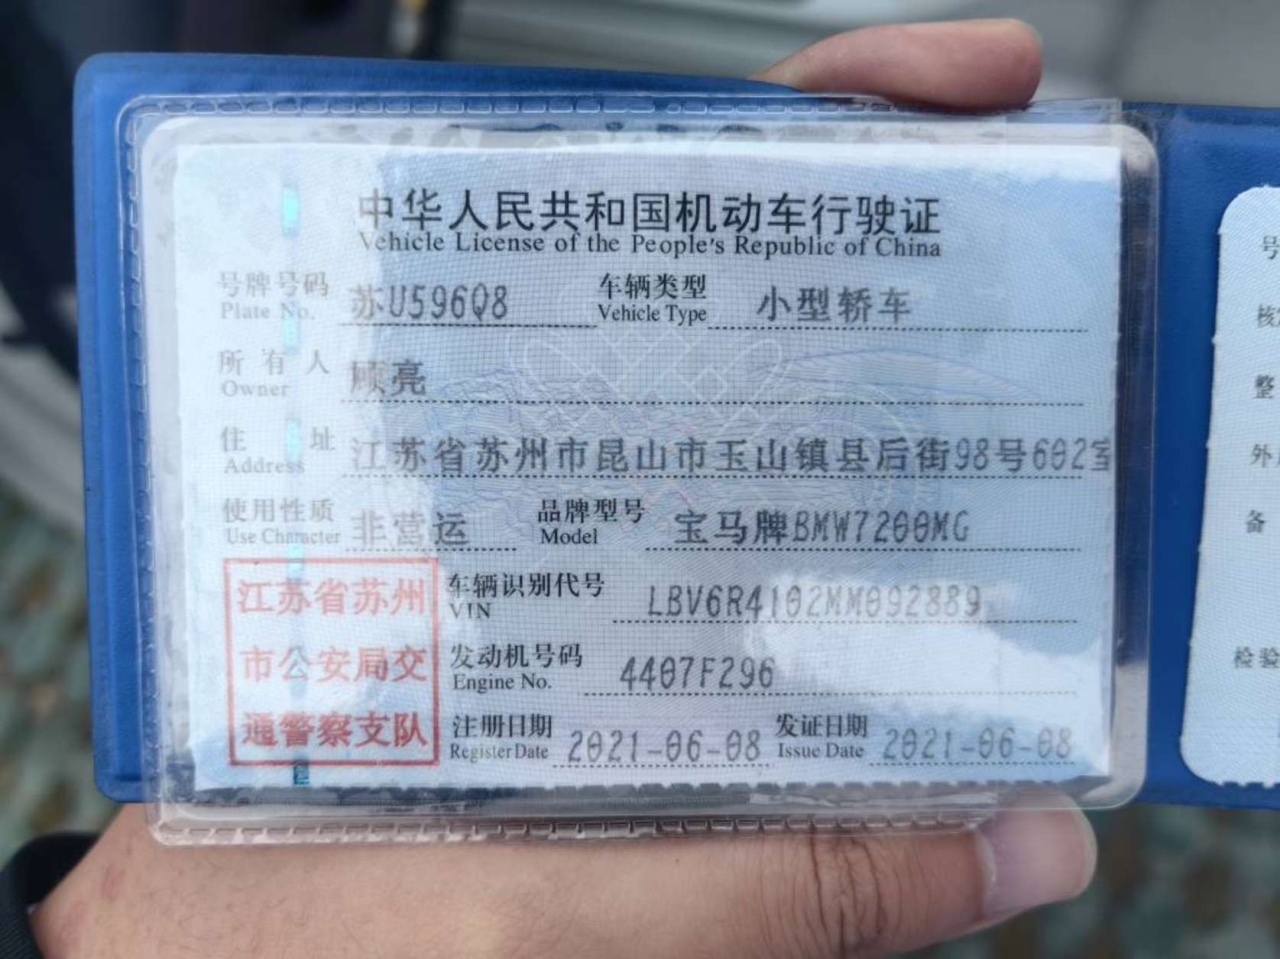 中华人民共和国机动车行驶证
Vehicle License of the People's Republic of China
号牌号码 苏U596Q8 车辆类型 小型轿车
Plate No. Vehicle Type
所有人 顾亮
Owner
住址 江苏省苏州市昆山市玉山镇县后街98号602室
Address
使用性质 非营运 品牌型号 宝马牌BMW7200MG
Use Character Model
江苏省苏州
市公安局交
通警察支队
车辆识别代号 LBV6R4102MM092889
VIN
发动机号码 4407F296
Engine No.
注册日期 2021-06-08 发证日期 2021-06-08
Register Date Issue Date
号
核
整
外
备
检验